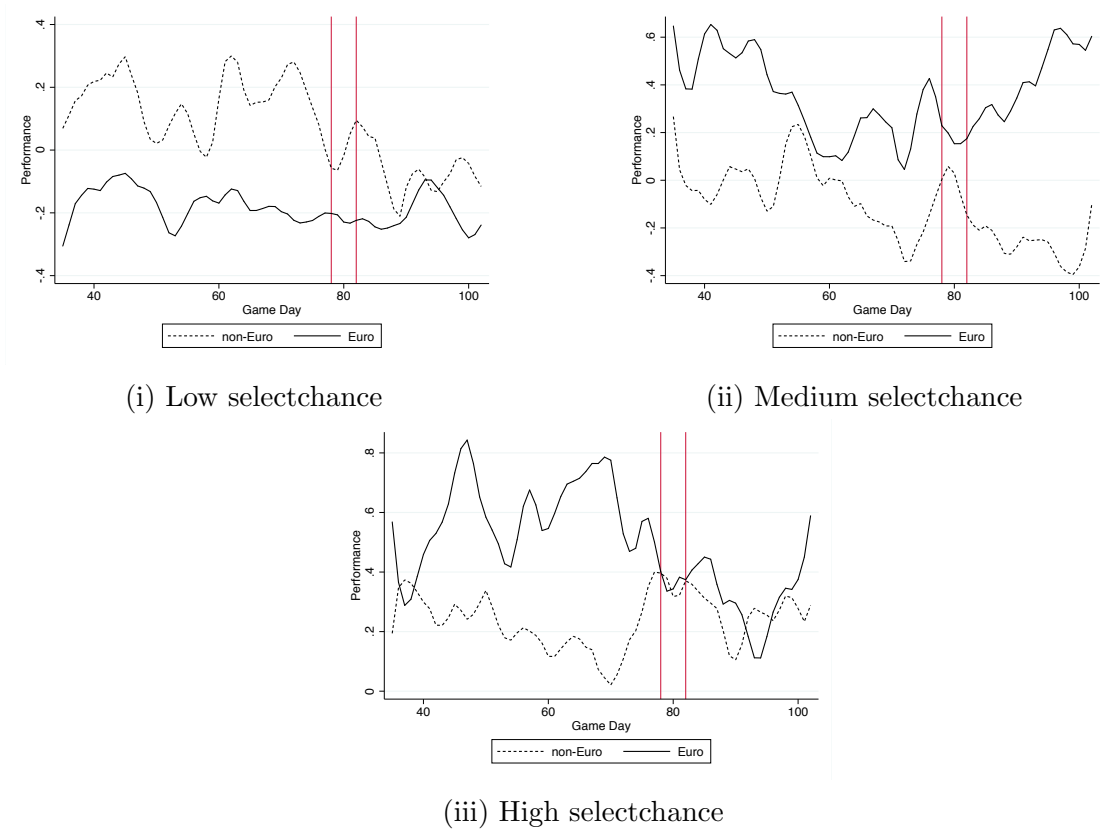 .4
.2
0
-.2
-.4
Performance
40 60 80 100
Game Day
non-Euro Euro
(i) Low selectchance
.6
.4
.2
0
-.2
-.4
Performance
40 60 80 100
Game Day
non-Euro Euro
(ii) Medium selectchance
.8
.6
.4
.2
0
Performance
40 60 80 100
Game Day
non-Euro Euro
(iii) High selectchance